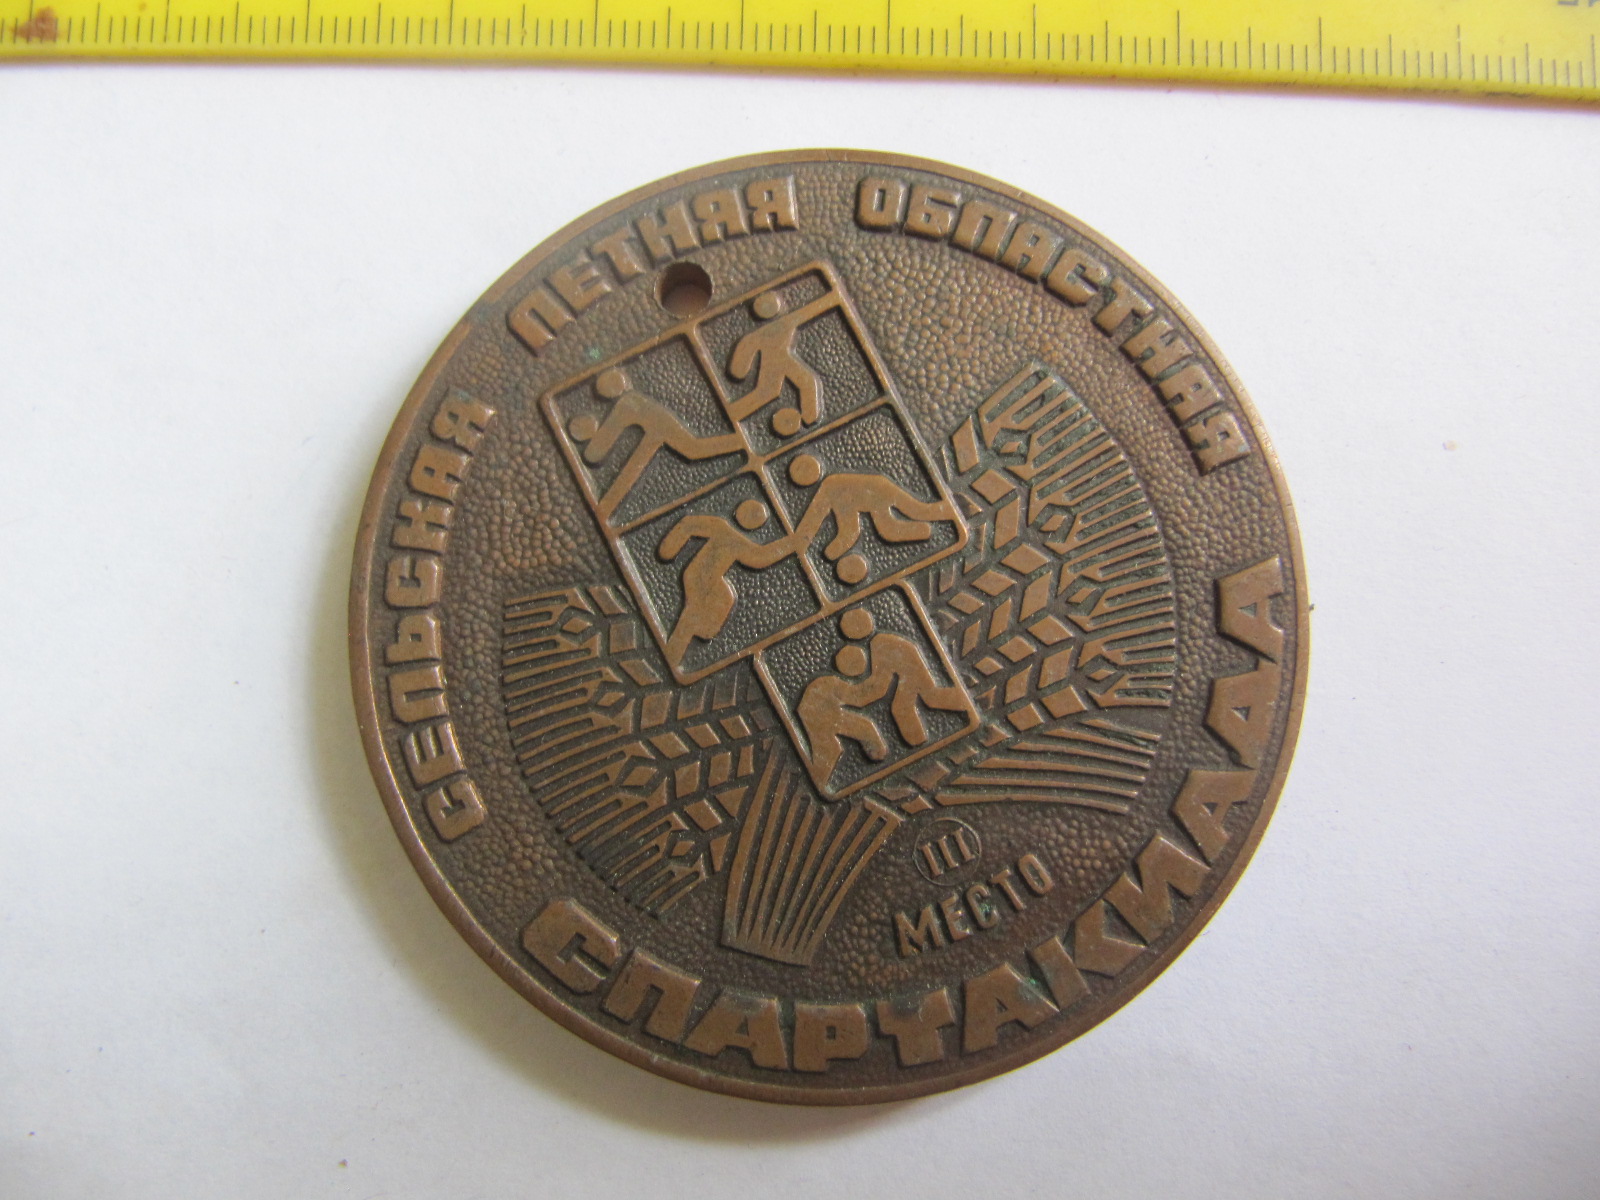 СЕЛЬСКАЯ ЛЕТНЯЯ ОБЛАСТНАЯ
СПАРТАКИАДА
III
МЕСТО